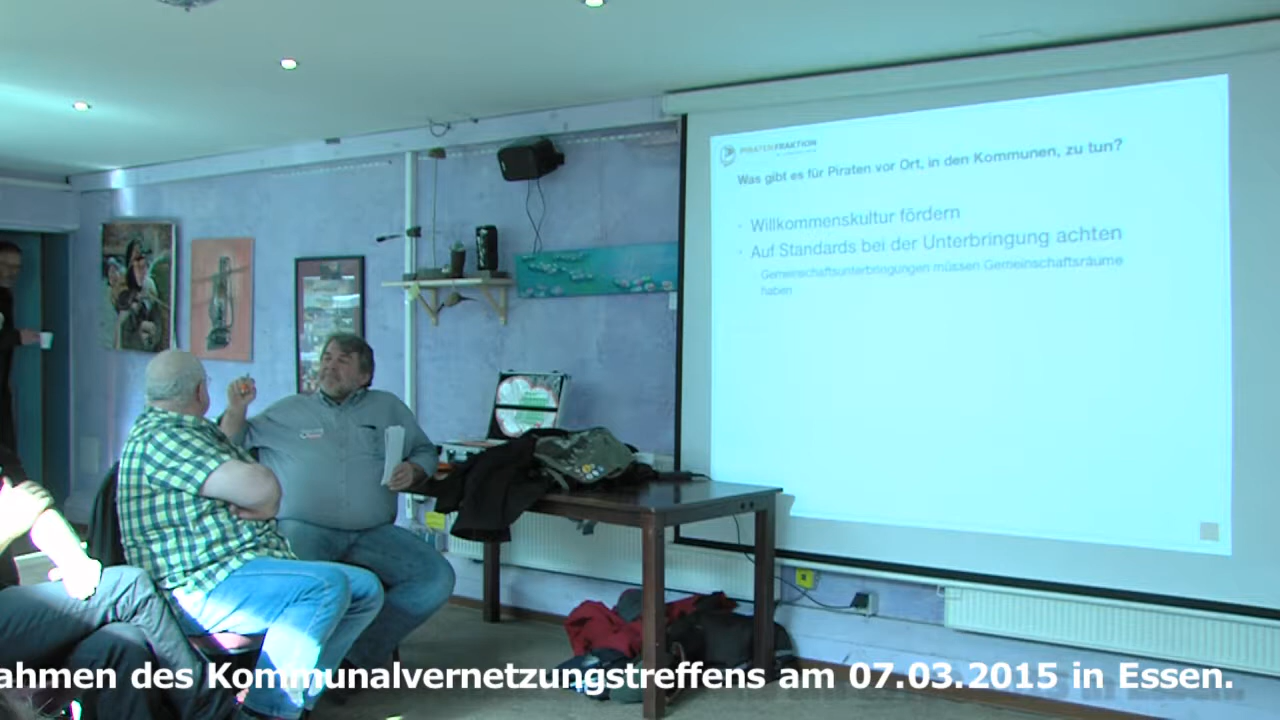 PIRATENFRAKTION
Was gibt es für Piraten vor Ort, in den Kommunen, zu tun?
· Willkommenskultur fördern
· Auf Standards bei der Unterbringung achten
Gemeinschaftsunterbringungen müssen Gemeinschaftsräume
haben
ahmen des Kommunalvernetzungstreffens am 07.03.2015 in Essen.